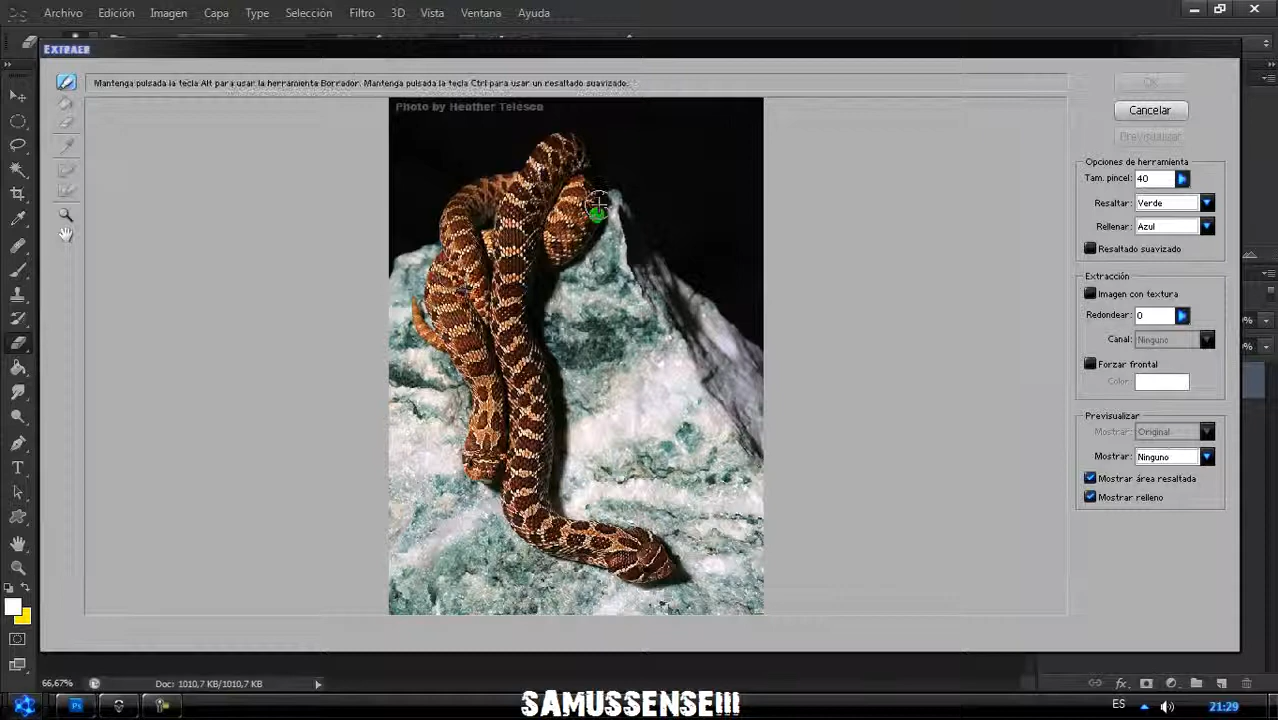 Archivo Edición Imagen Capa Type Selección Filtro 3D Vista Ventana Ayuda
EXTRAER
Mantenga pulsada la tecla Alt para usar la herramienta Borrador. Mantenga pulsada la tecla Ctrl para usar un resaltado suavizado.
OK
Cancelar
Previsualizar
Photo by Heather Telesco
Opciones de herramienta
Tam. pincel: 40
Resaltar: Verde
Rellenar: Azul
Resaltado suavizado
Extracción
Imagen con textura
Redondear: 0
Canal: Ninguno
Forzar frontal
Color:
Previsualizar
Mostrar: Original
Mostrar: Ninguno
Mostrar área resaltada
Mostrar relleno
66,67% Doc: 1010,7 KB/1010,7 KB
fx
Ps
SAMUSSENSE!!!
ES
21:29